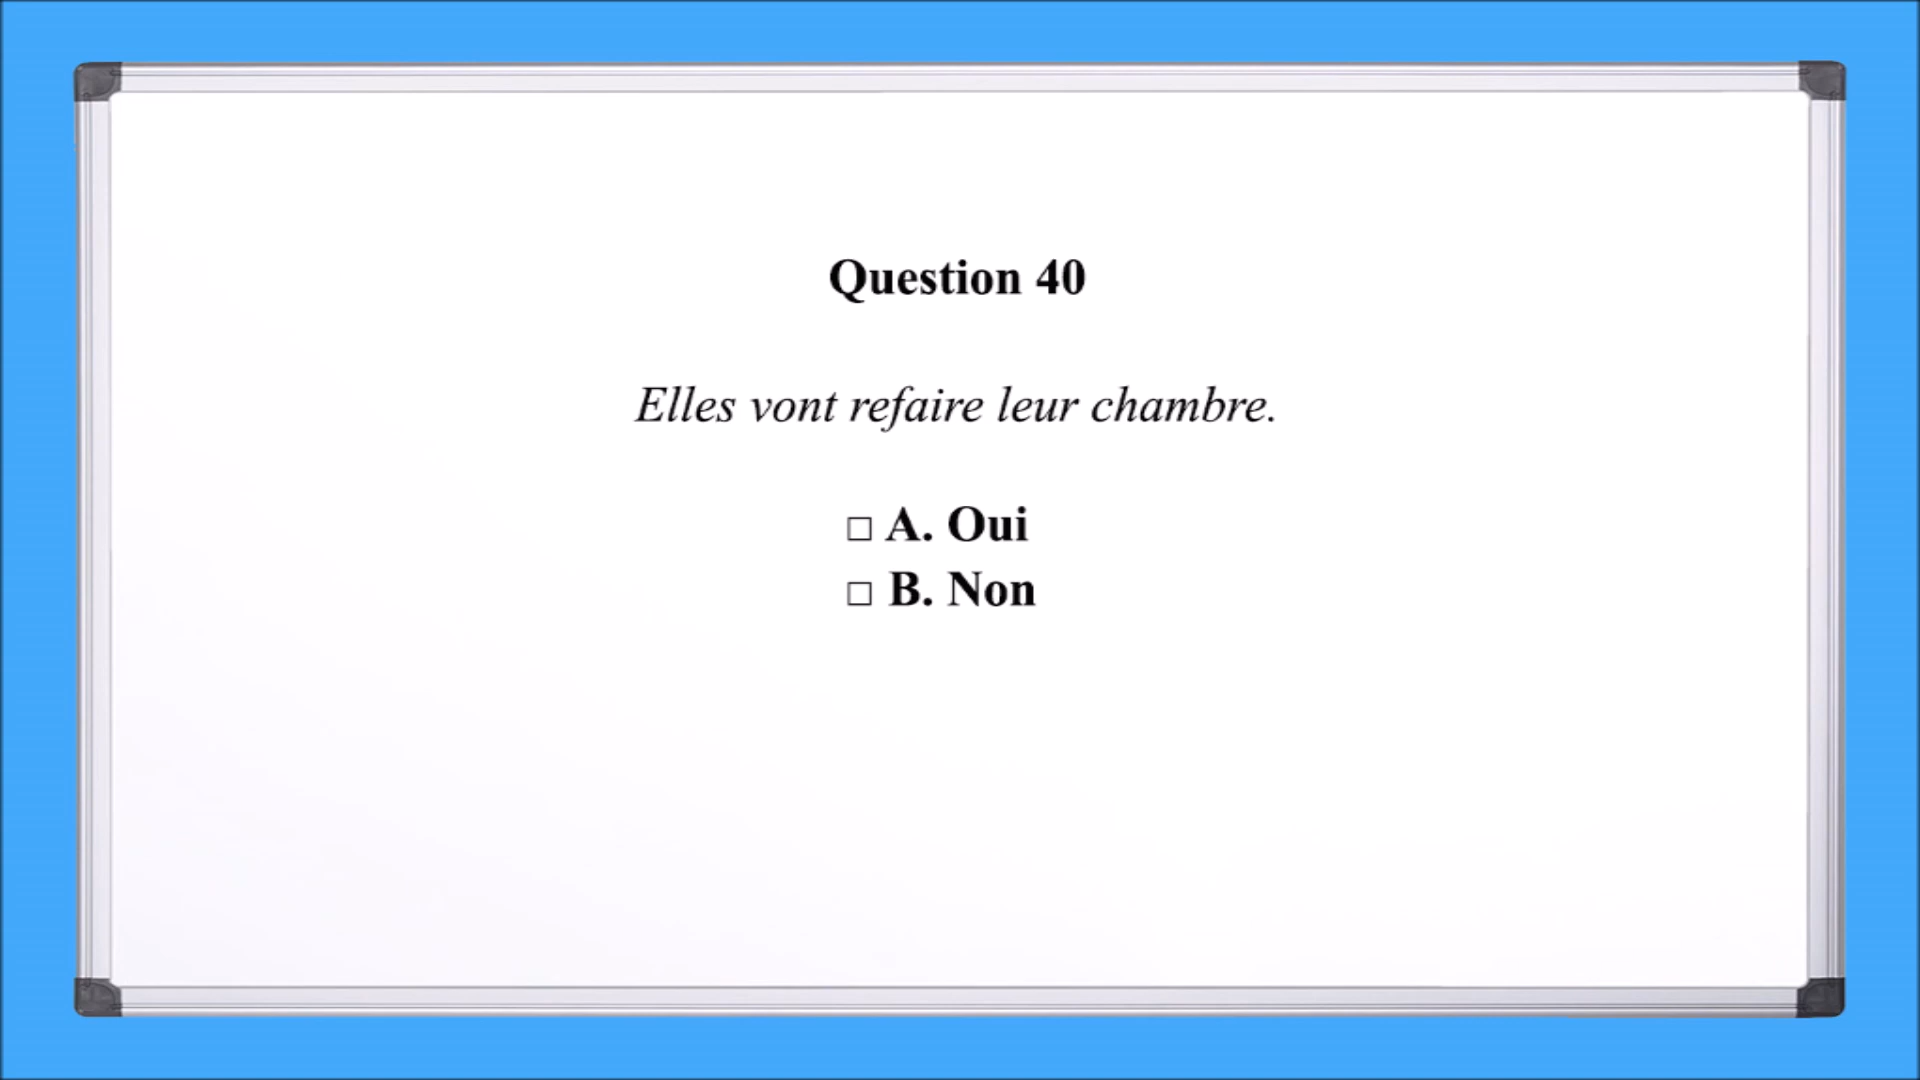 Question 40
Elles vont refaire leur chambre.
□ A. Oui
□ B. Non